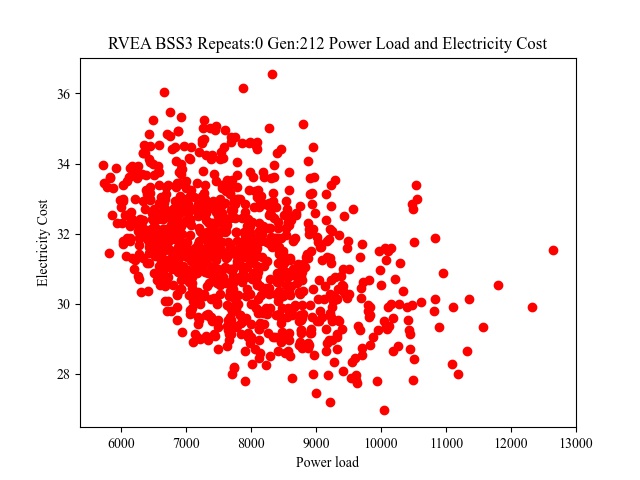 RVEA BSS3 Repeats:0 Gen:212 Power Load and Electricity Cost
36
34
32
30
28
Electricity Cost
6000 7000 8000 9000 10000 11000 12000 13000
Power load